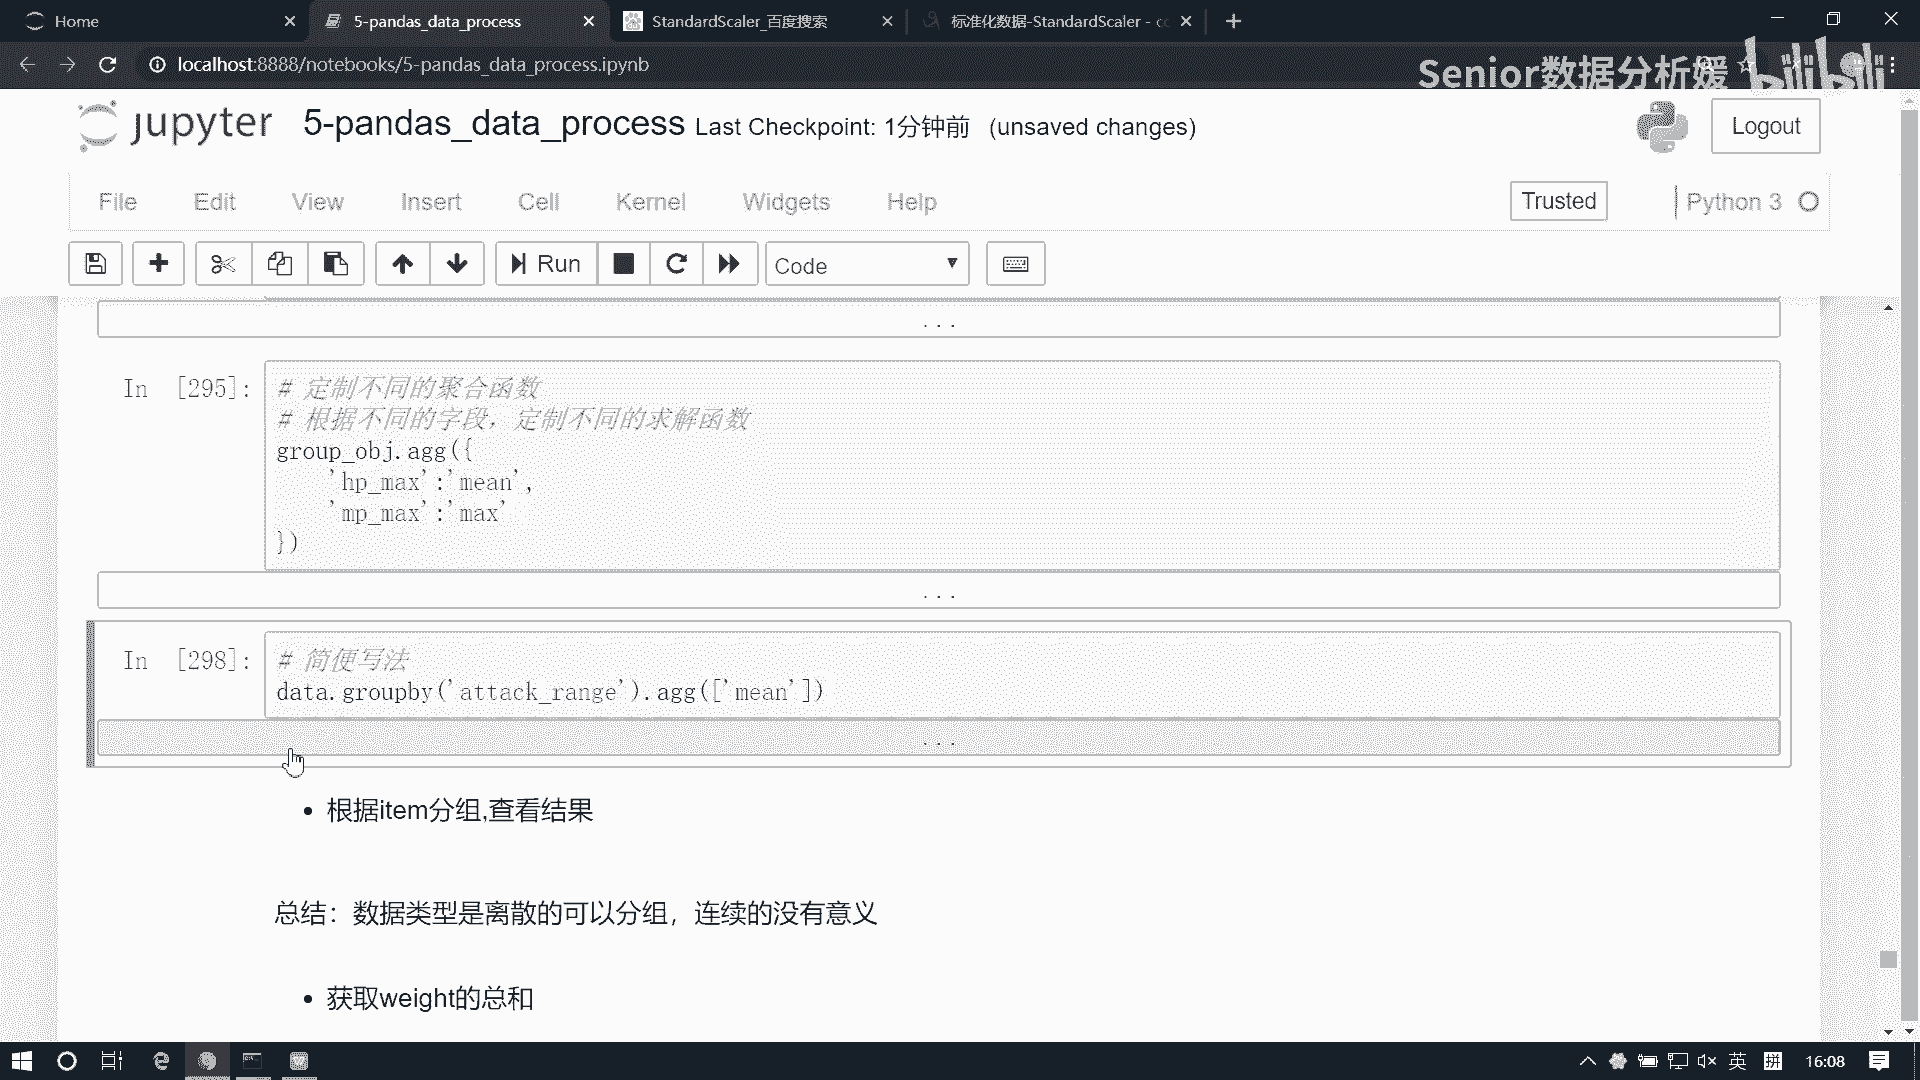 Home
5-pandas_data_process
StandardScaler_百度搜索
标准化数据-StandardScaler - cc
localhost:8888/notebooks/5-pandas_data_process.ipynb
Senior数据分析媛
bilibili
jupyter 5-pandas_data_process Last Checkpoint: 1分钟前 (unsaved changes)
Logout
File Edit View Insert Cell Kernel Widgets Help
Trusted
Python 3
Run
Code
...
In [295]:
# 定制不同的聚合函数
# 根据不同的字段，定制不同的求解函数
group_obj.agg({
'hp_max':'mean',
'mp_max':'max'
})
...
In [298]:
# 简便写法
data.groupby('attack_range').agg(['mean'])
...
• 根据item分组,查看结果
总结：数据类型是离散的可以分组，连续的没有意义
• 获取weight的总和
英
拼
16:08